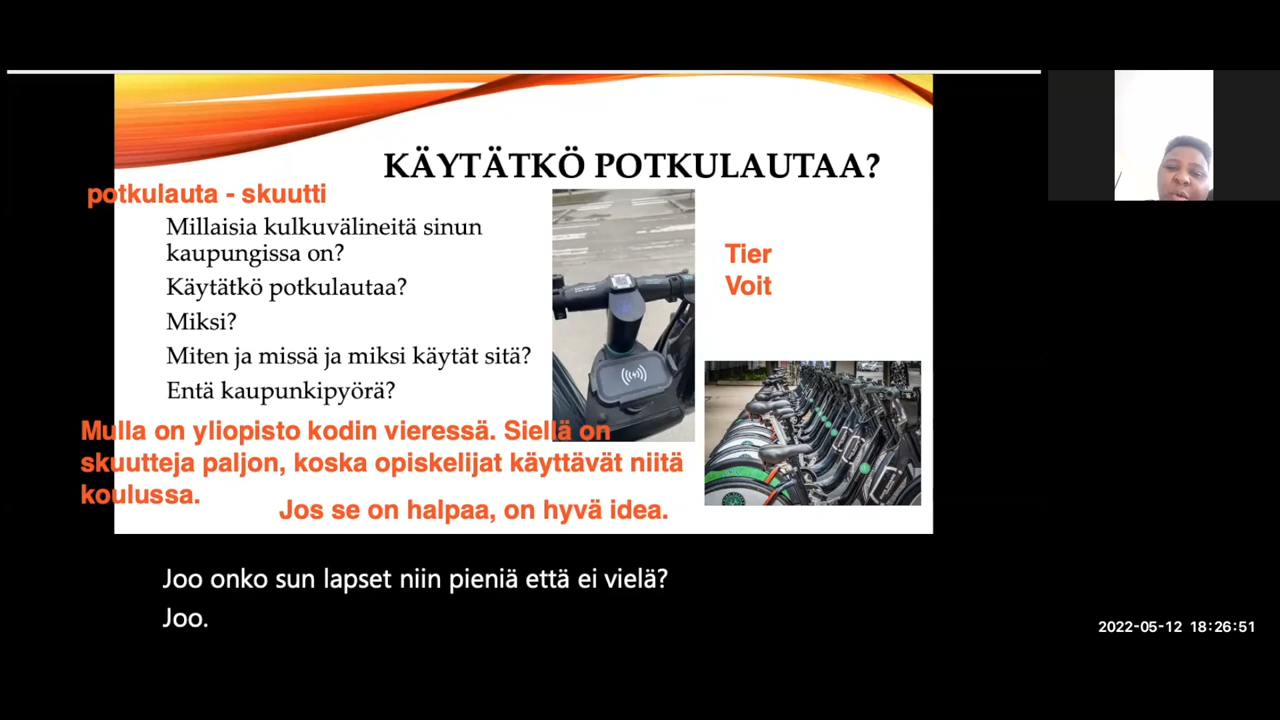 KÄYTÄTKÖ POTKULAUTAA?
potkulauta - skuutti
Millaisia kulkuvälineitä sinun
kaupungissa on?
Käytätkö potkulautaa?
Miksi?
Miten ja missä ja miksi käytät sitä?
Entä kaupunkipyörä?
Tier
Voit
Mulla on yliopisto kodin vieressä. Siellä on
skuutteja paljon, koska opiskelijat käyttävät niitä
koulussa.
Jos se on halpaa, on hyvä idea.
Joo onko sun lapset niin pieniä että ei vielä?
Joo.
2022-05-12 18:26:51